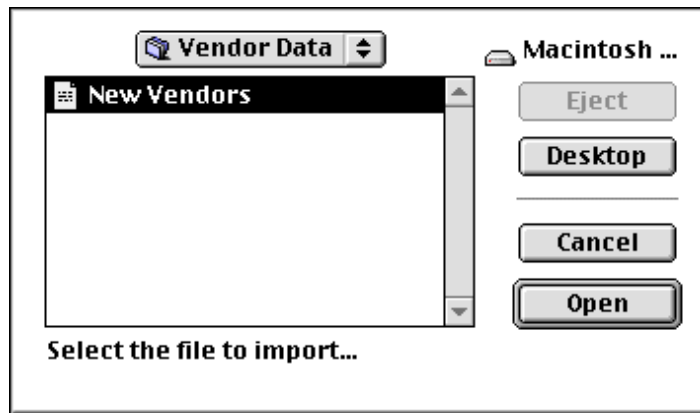 Vendor Data
Macintosh ...
New Vendors
Eject
Desktop
Cancel
Open
Select the file to import...